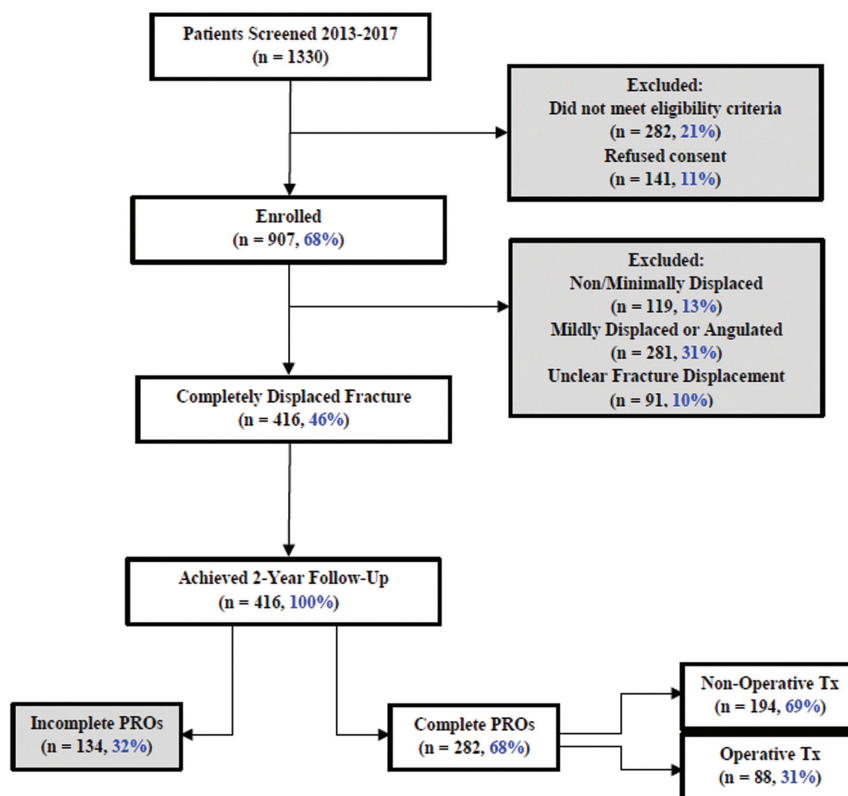 Patients Screened 2013-2017
(n = 1330)
Excluded:
Did not meet eligibility criteria
(n = 282, 21%)
Refused consent
(n = 141, 11%)
Enrolled
(n = 907, 68%)
Excluded:
Non/Minimally Displaced
(n = 119, 13%)
Mildly Displaced or Angulated
(n = 281, 31%)
Unclear Fracture Displacement
(n = 91, 10%)
Completely Displaced Fracture
(n = 416, 46%)
Achieved 2-Year Follow-Up
(n = 416, 100%)
Incomplete PROs
(n = 134, 32%)
Complete PROs
(n = 282, 68%)
Non-Operative Tx
(n = 194, 69%)
Operative Tx
(n = 88, 31%)